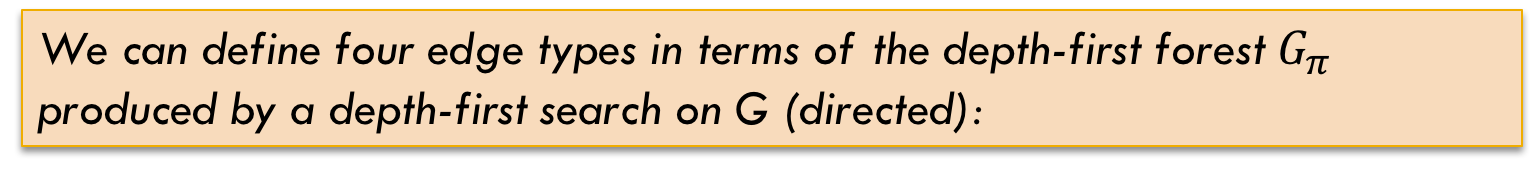 We can define four edge types in terms of the depth-first forest G_π
produced by a depth-first search on G (directed):